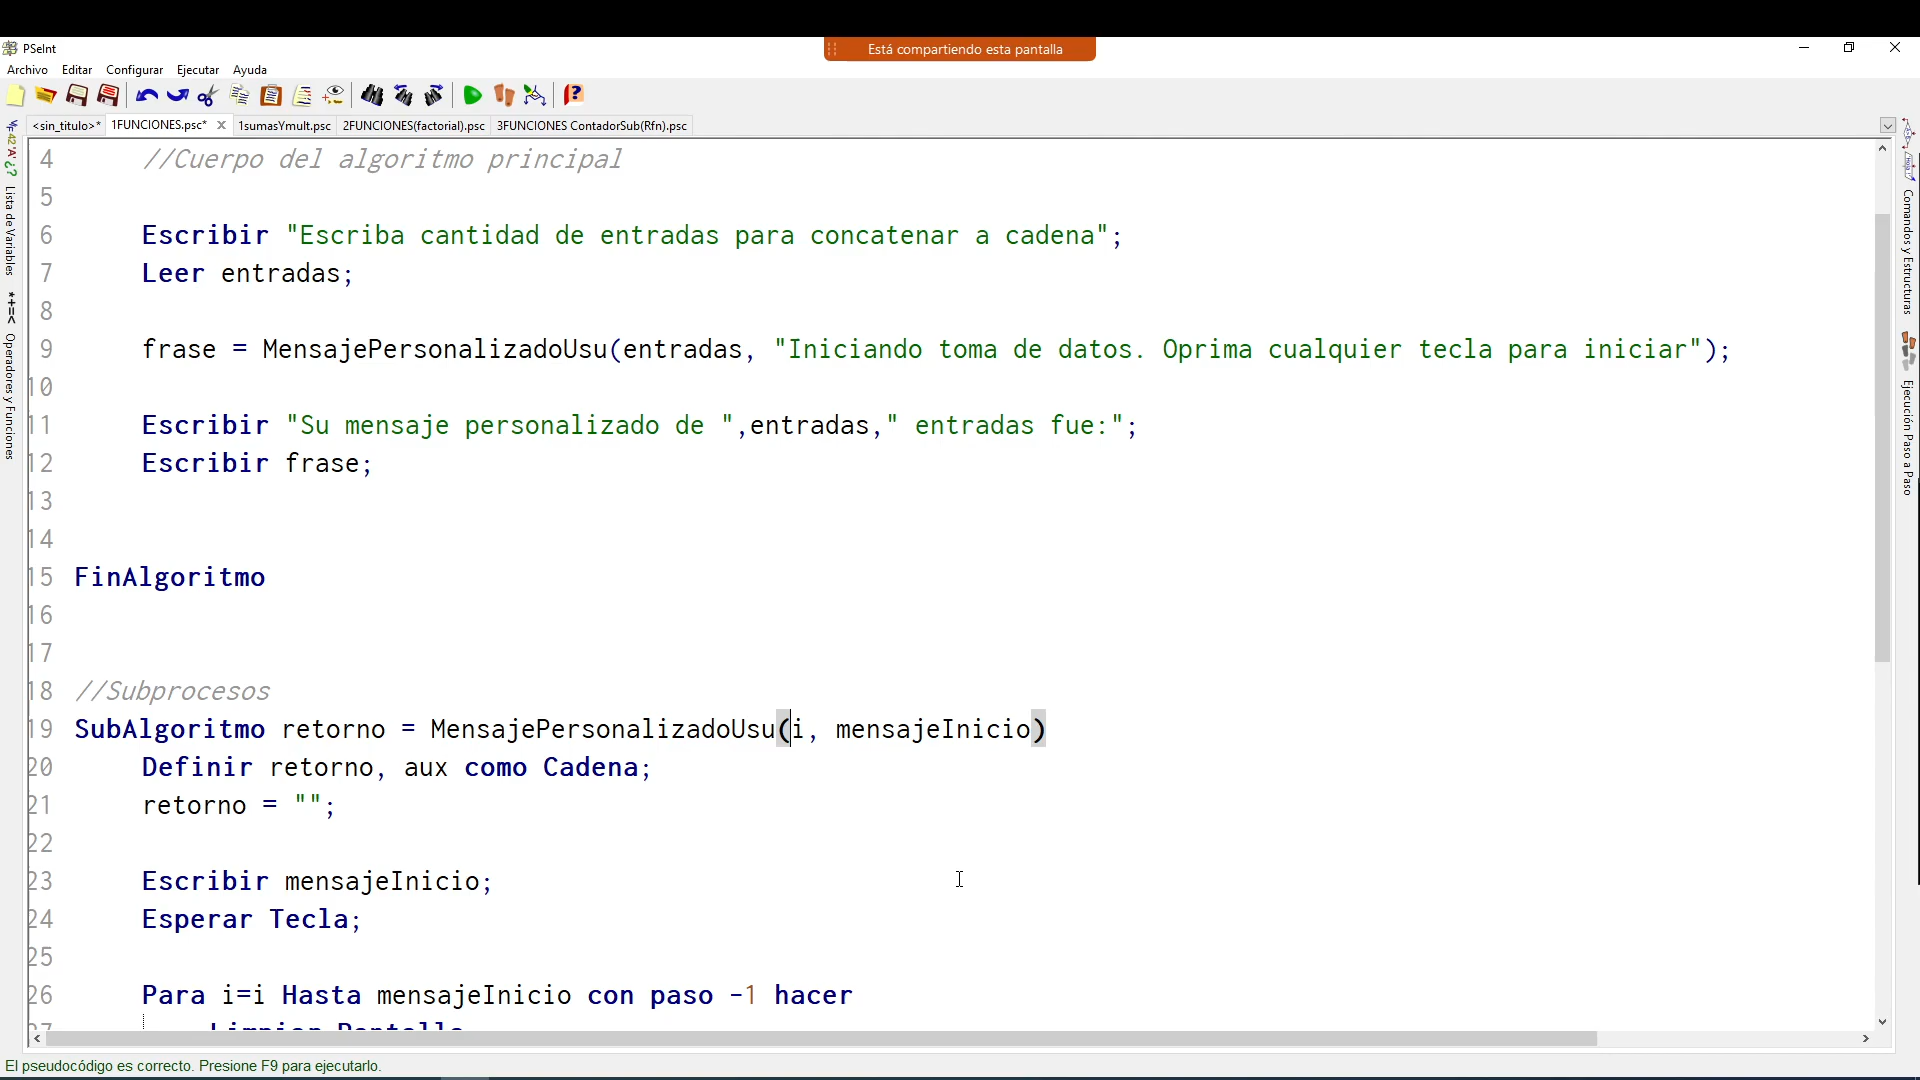 PSeInt
Está compartiendo esta pantalla
Archivo Editar Configurar Ejecutar Ayuda
<sin_titulo>* 1FUNCIONES.psc* 1sumasYmult.psc 2FUNCIONES(factorial).psc 3FUNCIONES ContadorSub(Rfn).psc
4 //Cuerpo del algoritmo principal
5
6 Escribir "Escriba cantidad de entradas para concatenar a cadena";
7 Leer entradas;
8
9 frase = MensajePersonalizadoUsu(entradas, "Iniciando toma de datos. Oprima cualquier tecla para iniciar");
10
11 Escribir "Su mensaje personalizado de ",entradas," entradas fue:";
12 Escribir frase;
13
14
15 FinAlgoritmo
16
17
18 //Subprocesos
19 SubAlgoritmo retorno = MensajePersonalizadoUsu(i, mensajeInicio)
20 Definir retorno, aux como Cadena;
21 retorno = "";
22
23 Escribir mensajeInicio;
24 Esperar Tecla;
25
26 Para i=i Hasta mensajeInicio con paso -1 hacer
27 Limpiar Pantalla
El pseudocódigo es correcto. Presione F9 para ejecutarlo.
Lista de Variables
*+=< Operadores y Funciones
Comandos y Estructuras
Ejecución Paso a Paso